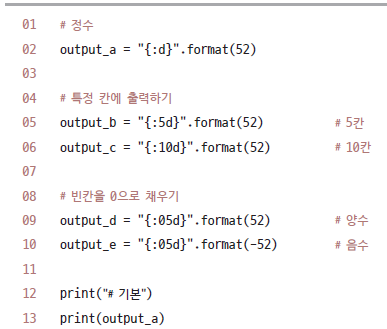 01 # 정수
02 output_a = "{:d}".format(52)
03
04 # 특정 칸에 출력하기
05 output_b = "{:5d}".format(52) # 5칸
06 output_c = "{:10d}".format(52) # 10칸
07
08 # 빈칸을 0으로 채우기
09 output_d = "{:05d}".format(52) # 양수
10 output_e = "{:05d}".format(-52) # 음수
11
12 print("# 기본")
13 print(output_a)